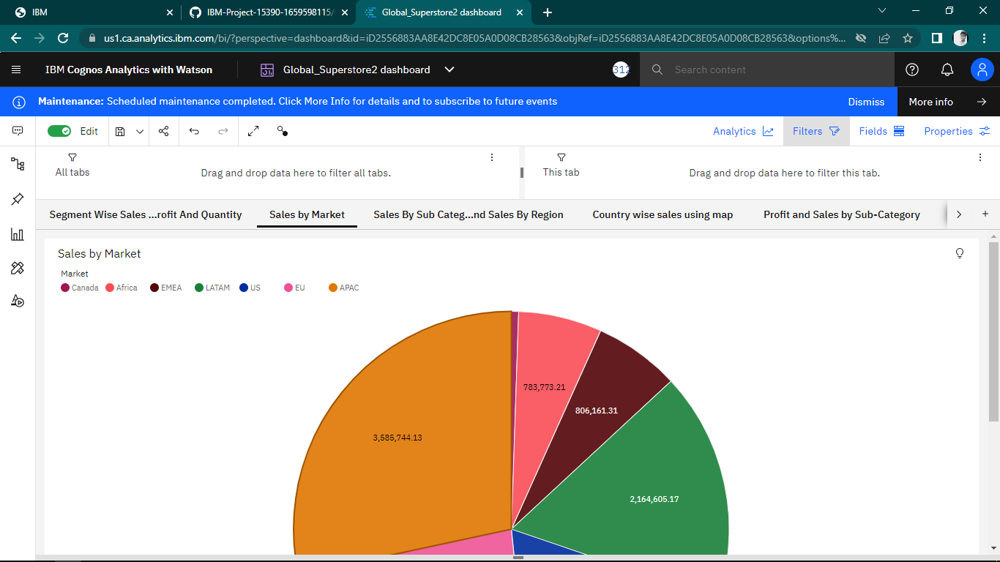 IBM
IBM-Project-15390-1659598115/
Global_Superstore2 dashboard
us1.ca.analytics.ibm.com/bi/?perspective=dashboard&id=iD2556883AA8E42DC8E05A0D08CB28563&objRef=iD2556883AA8E42DC8E05A0D08CB28563&options%...
IBM Cognos Analytics with Watson
Global_Superstore2 dashboard
312
Search content
Maintenance: Scheduled maintenance completed. Click More Info for details and to subscribe to future events
Dismiss
More info
Edit
Analytics
Filters
Fields
Properties
All tabs
Drag and drop data here to filter all tabs.
This tab
Drag and drop data here to filter this tab.
Segment Wise Sales ...rofit And Quantity
Sales by Market
Sales By Sub Categ...nd Sales By Region
Country wise sales using map
Profit and Sales by Sub-Category
Sales by Market
Market
Canada
Africa
EMEA
LATAM
US
EU
APAC
783,773.21
806,161.31
3,585,744.13
2,164,605.17